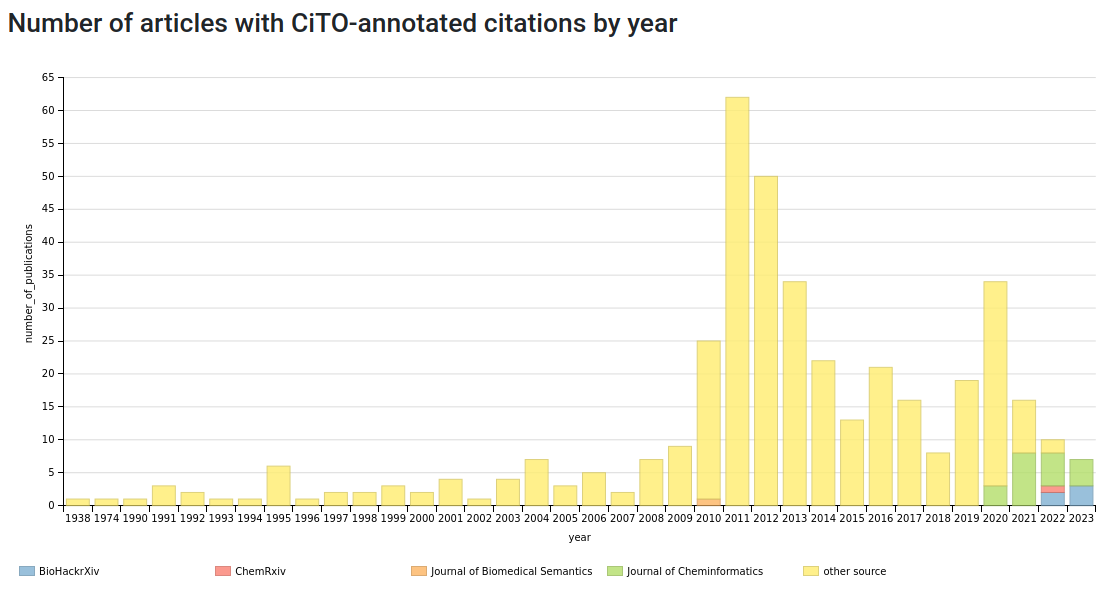 Number of articles with CiTO-annotated citations by year
65
60
55
50
45
40
35
30
25
20
15
10
5
0
number_of_publications
1938 1974 1990 1991 1992 1993 1994 1995 1996 1997 1998 1999 2000 2001 2002 2003 2004 2005 2006 2007 2008 2009 2010 2011 2012 2013 2014 2015 2016 2017 2018 2019 2020 2021 2022 2023
year
BioHackrXiv ChemRxiv Journal of Biomedical Semantics Journal of Cheminformatics other source